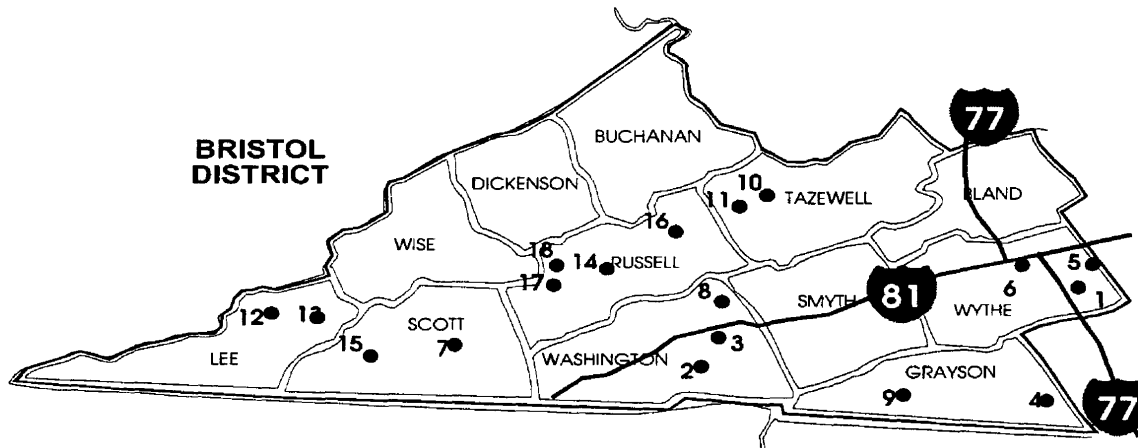 77
BUCHANAN
BRISTOL
DISTRICT
DICKENSON
10
11
TAZEWELL
BLAND
16
WISE
18
14
RUSSELL
17
5
6
1
81
8
SMYTH
WYTHE
12
13
SCOTT
7
15
LEE
WASHINGTON
3
2
GRAYSON
9
4
77